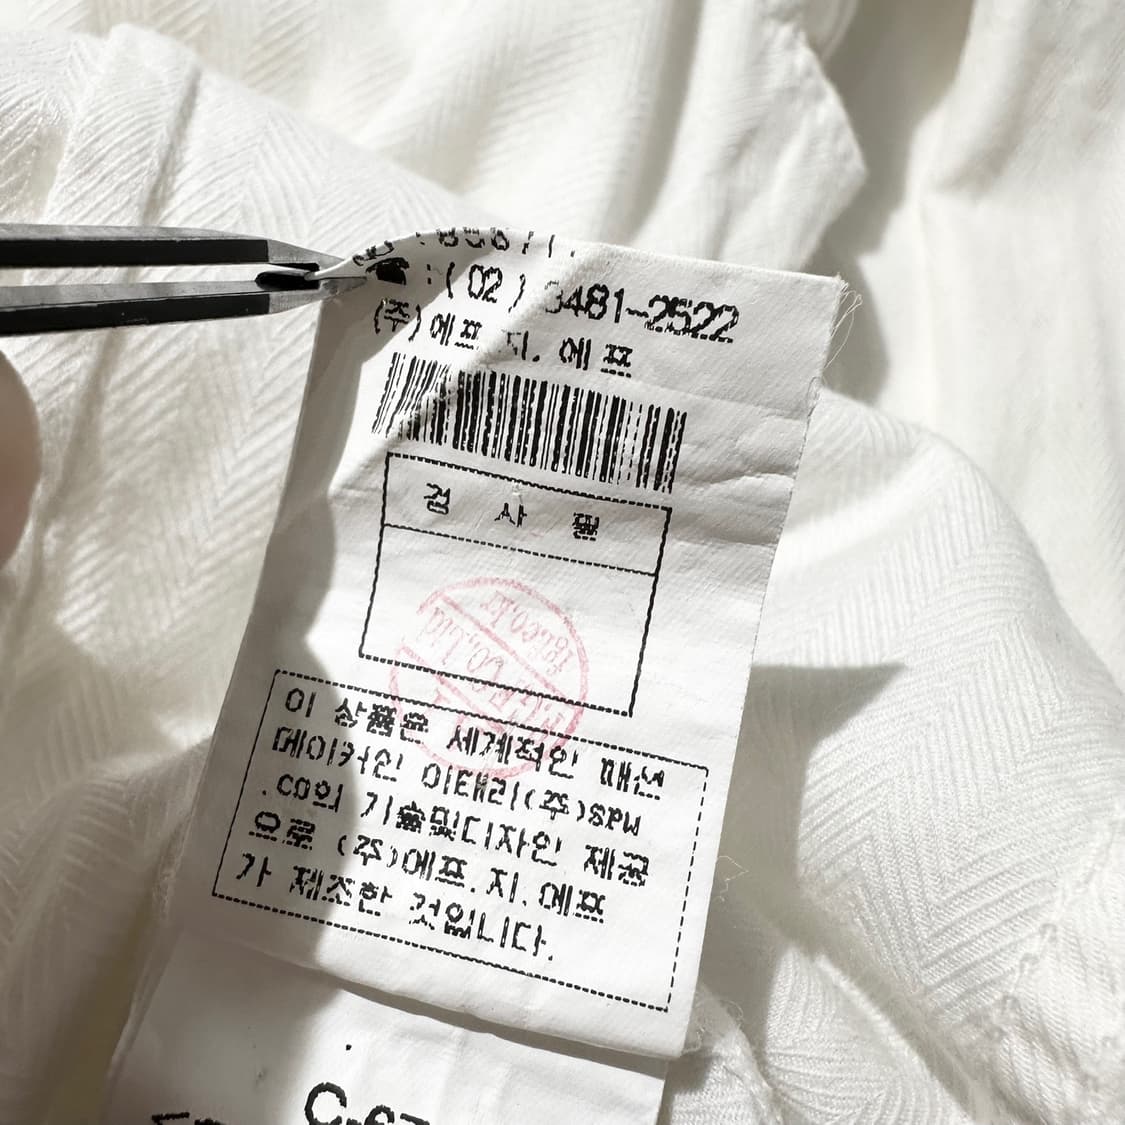 : (02) 3481-2522
(주)에프.지.에프
검사필
이 상품은 세계적인 패션
메이커인 이태리(주)SPW
.CO의 기술및디자인 제공
으로 (주)에프.지.에프
가 제조한 것입니다.